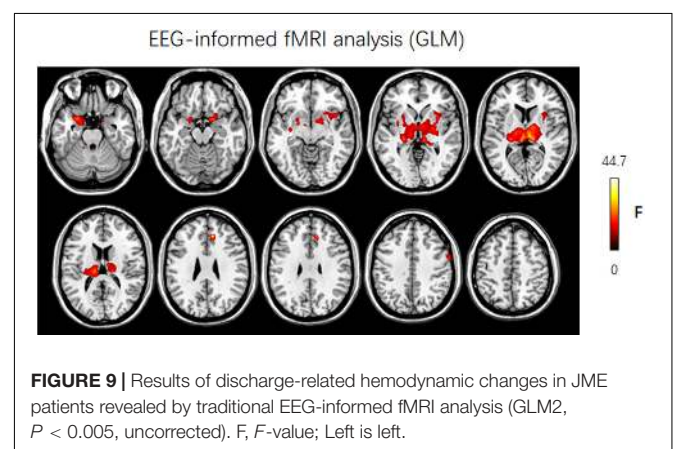 EEG-informed fMRI analysis (GLM)
44.7
F
0
FIGURE 9 | Results of discharge-related hemodynamic changes in JME
patients revealed by traditional EEG-informed fMRI analysis (GLM2,
P < 0.005, uncorrected). F, F-value; Left is left.